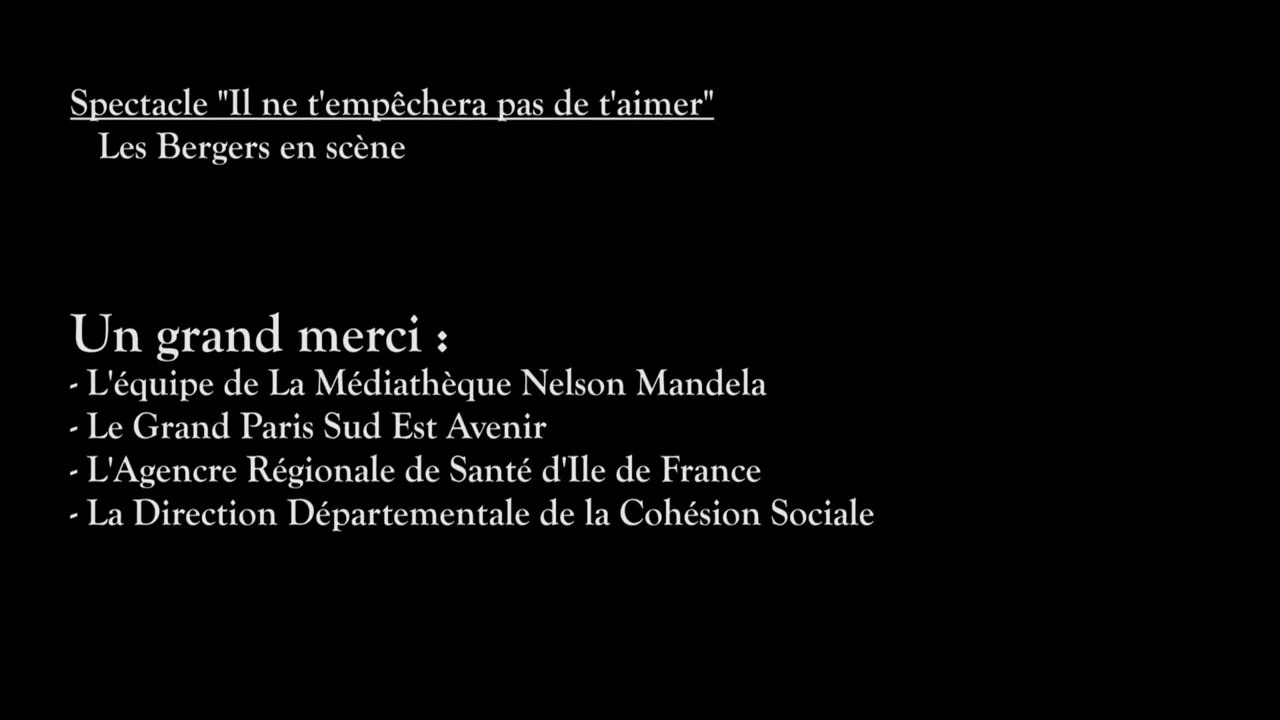 Spectacle "Il ne t'empêchera pas de t'aimer"
Les Bergers en scène
Un grand merci :
- L'équipe de La Médiathèque Nelson Mandela
- Le Grand Paris Sud Est Avenir
- L'Agencre Régionale de Santé d'Ile de France
- La Direction Départementale de la Cohésion Sociale